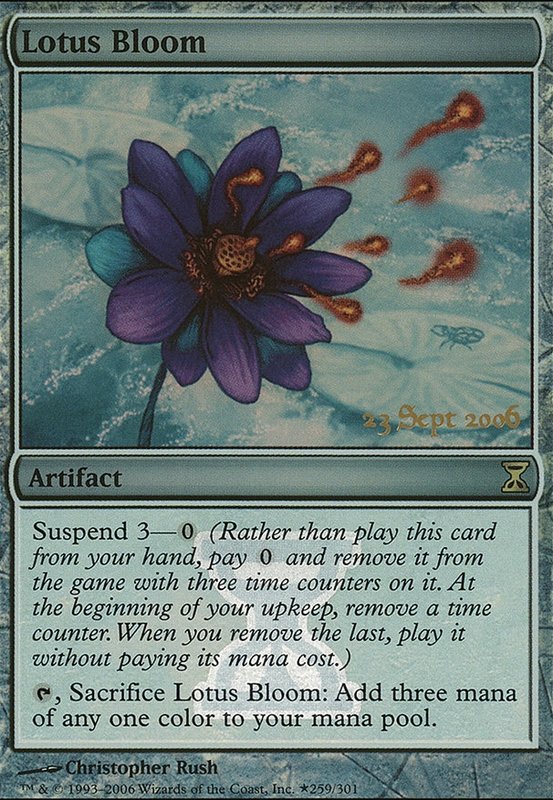 Lotus Bloom
23 Sept 2006
Artifact
Suspend 3—0 (Rather than play this card
from your hand, pay 0 and remove it from
the game with three time counters on it. At
the beginning of your upkeep, remove a time
counter. When you remove the last, play it
without paying its mana cost.)
, Sacrifice Lotus Bloom: Add three mana
of any one color to your mana pool.
Christopher Rush
™ & © 1993–2006 Wizards of the Coast, Inc. ★259/301